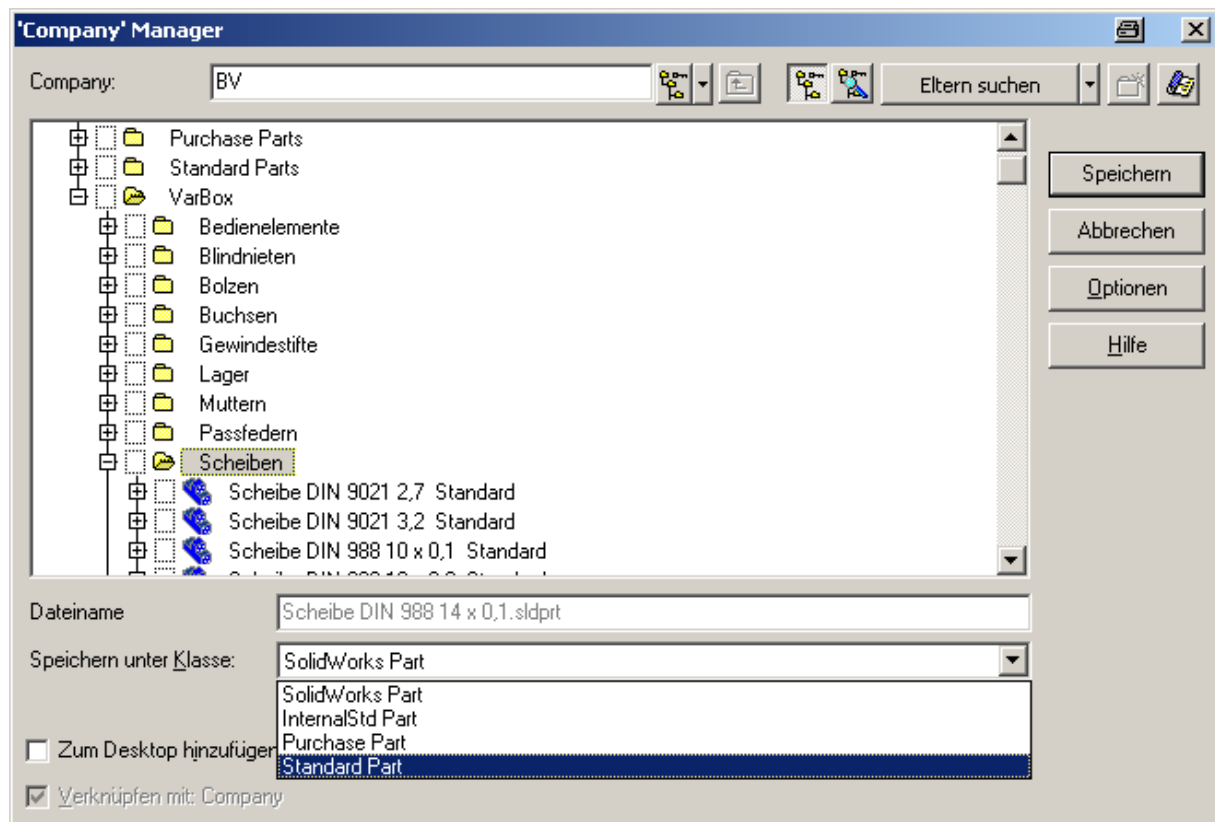 'Company' Manager
Company: BV Eltern suchen
Purchase Parts
Standard Parts
VarBox
Bedienelemente
Blindnieten
Bolzen
Buchsen
Gewindestifte
Lager
Muttern
Passfedern
Scheiben
Scheibe DIN 9021 2,7 Standard
Scheibe DIN 9021 3,2 Standard
Scheibe DIN 988 10 x 0,1 Standard
Speichern
Abbrechen
Optionen
Hilfe
Dateiname Scheibe DIN 988 14 x 0,1.sldprt
Speichern unter Klasse: SolidWorks Part
SolidWorks Part
InternalStd Part
Purchase Part
Standard Part
Zum Desktop hinzufügen
Verknüpfen mit: Company